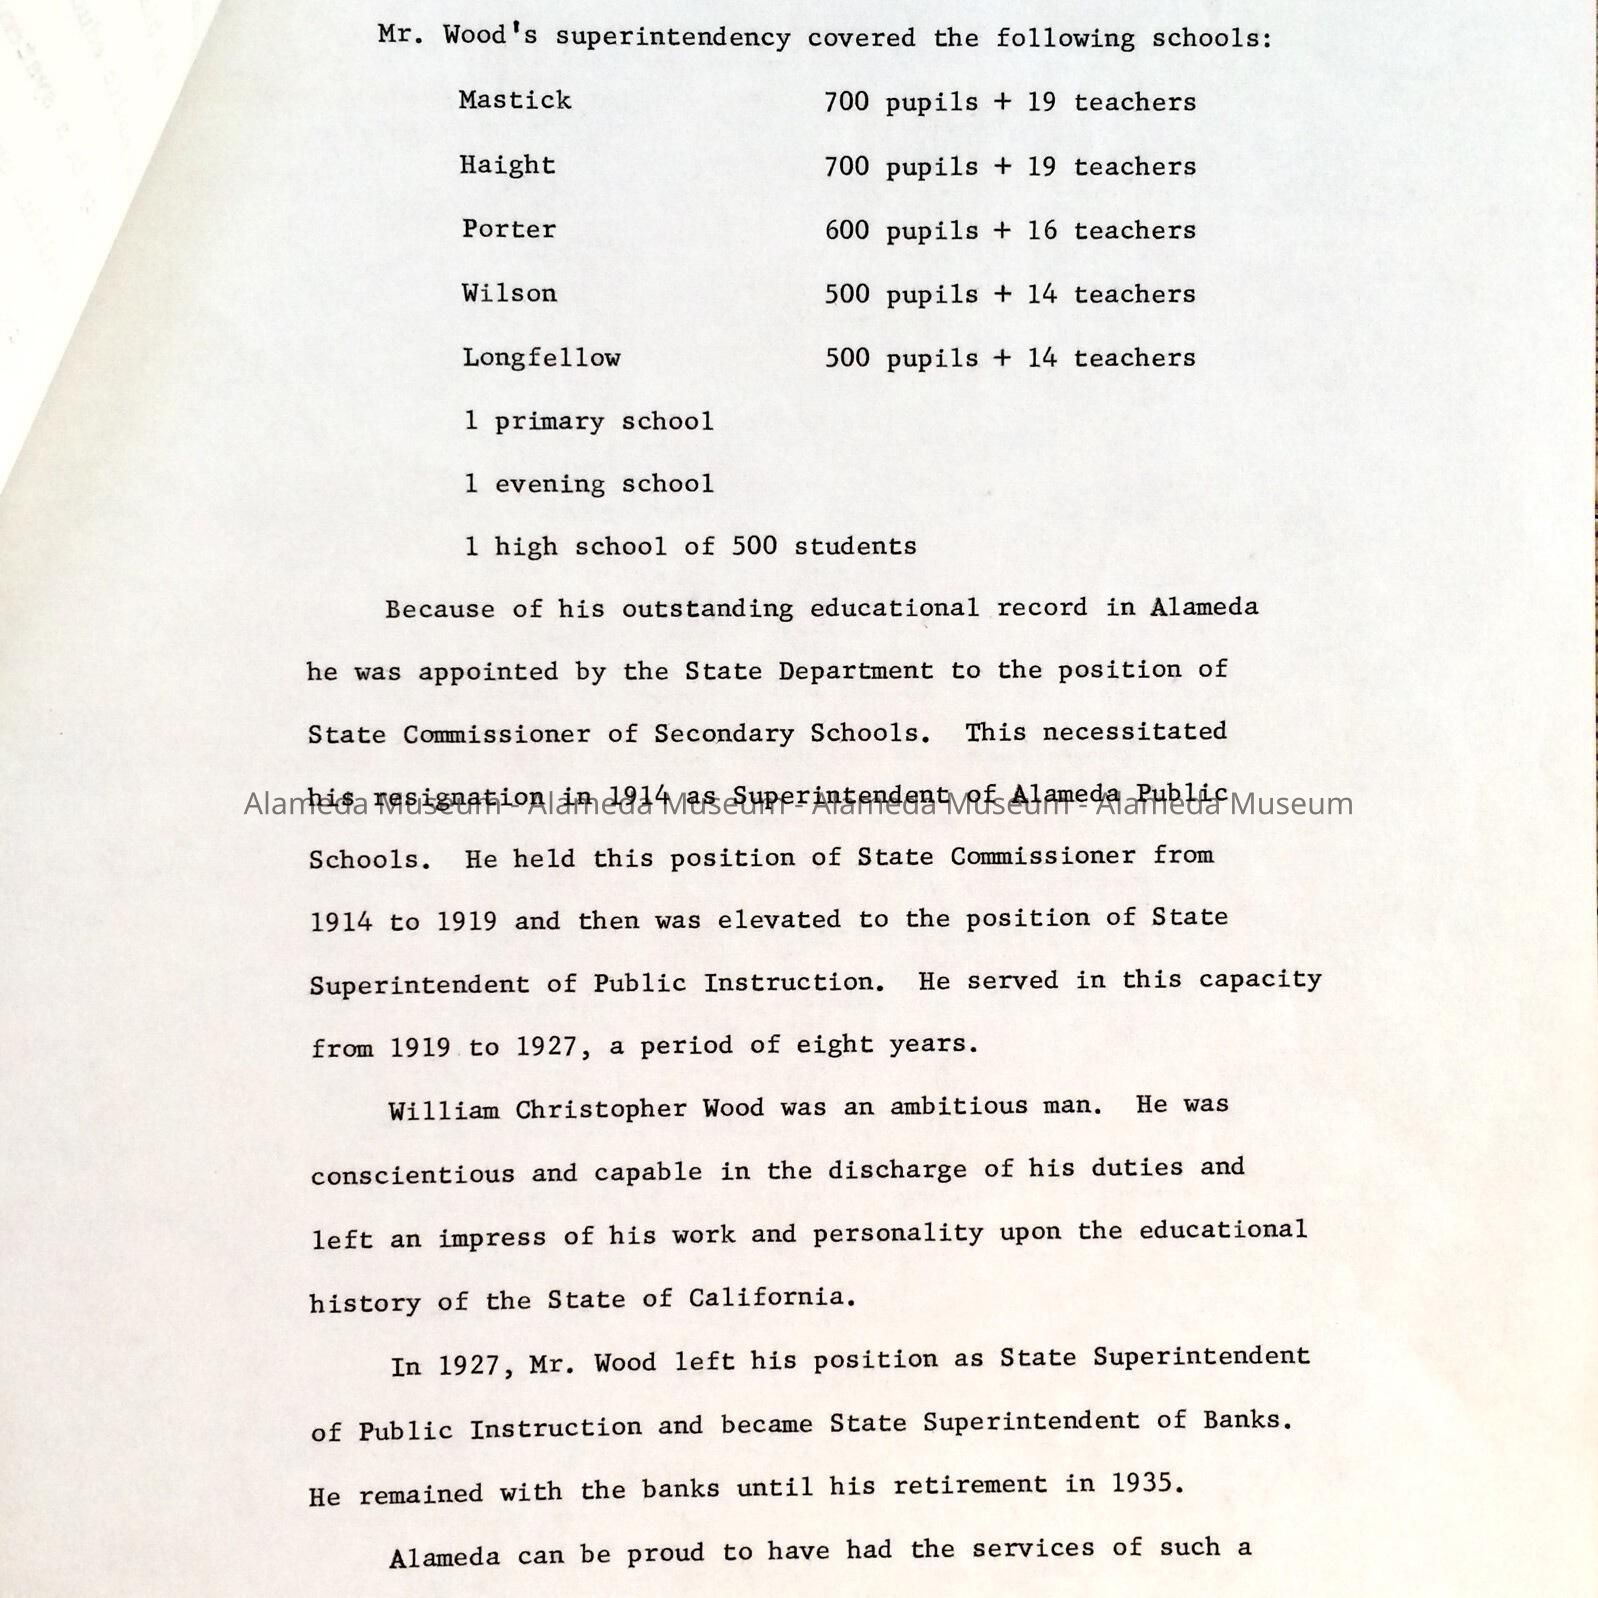 Mr. Wood's superintendency covered the following schools:
Mastick 700 pupils + 19 teachers
Haight 700 pupils + 19 teachers
Porter 600 pupils + 16 teachers
Wilson 500 pupils + 14 teachers
Longfellow 500 pupils + 14 teachers
1 primary school
1 evening school
1 high school of 500 students
Because of his outstanding educational record in Alameda
he was appointed by the State Department to the position of
State Commissioner of Secondary Schools. This necessitated
his resignation in 1914 as Superintendent of Alameda Public
Alameda Museum - Alameda Museum - Alameda Museum - Alameda Museum
Schools. He held this position of State Commissioner from
1914 to 1919 and then was elevated to the position of State
Superintendent of Public Instruction. He served in this capacity
from 1919 to 1927, a period of eight years.
William Christopher Wood was an ambitious man. He was
conscientious and capable in the discharge of his duties and
left an impress of his work and personality upon the educational
history of the State of California.
In 1927, Mr. Wood left his position as State Superintendent
of Public Instruction and became State Superintendent of Banks.
He remained with the banks until his retirement in 1935.
Alameda can be proud to have had the services of such a